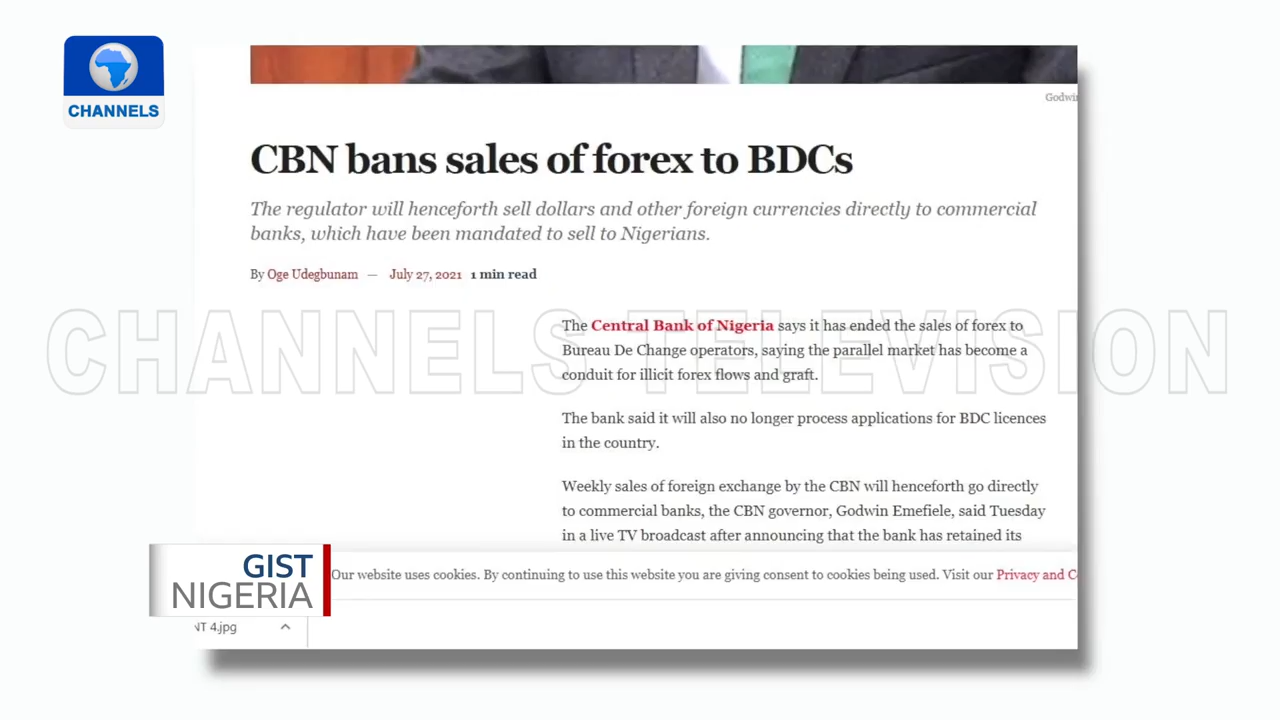 CHANNELS
Godwin
CBN bans sales of forex to BDCs
The regulator will henceforth sell dollars and other foreign currencies directly to commercial
banks, which have been mandated to sell to Nigerians.
By Oge Udegbunam — July 27, 2021 1 min read
The Central Bank of Nigeria says it has ended the sales of forex to
Bureau De Change operators, saying the parallel market has become a
conduit for illicit forex flows and graft.
CHANNELS TELEVISION
The bank said it will also no longer process applications for BDC licences
in the country.
Weekly sales of foreign exchange by the CBN will henceforth go directly
to commercial banks, the CBN governor, Godwin Emefiele, said Tuesday
in a live TV broadcast after announcing that the bank has retained its
GIST
NIGERIA
Our website uses cookies. By continuing to use this website you are giving consent to cookies being used. Visit our Privacy and C
NT 4.jpg